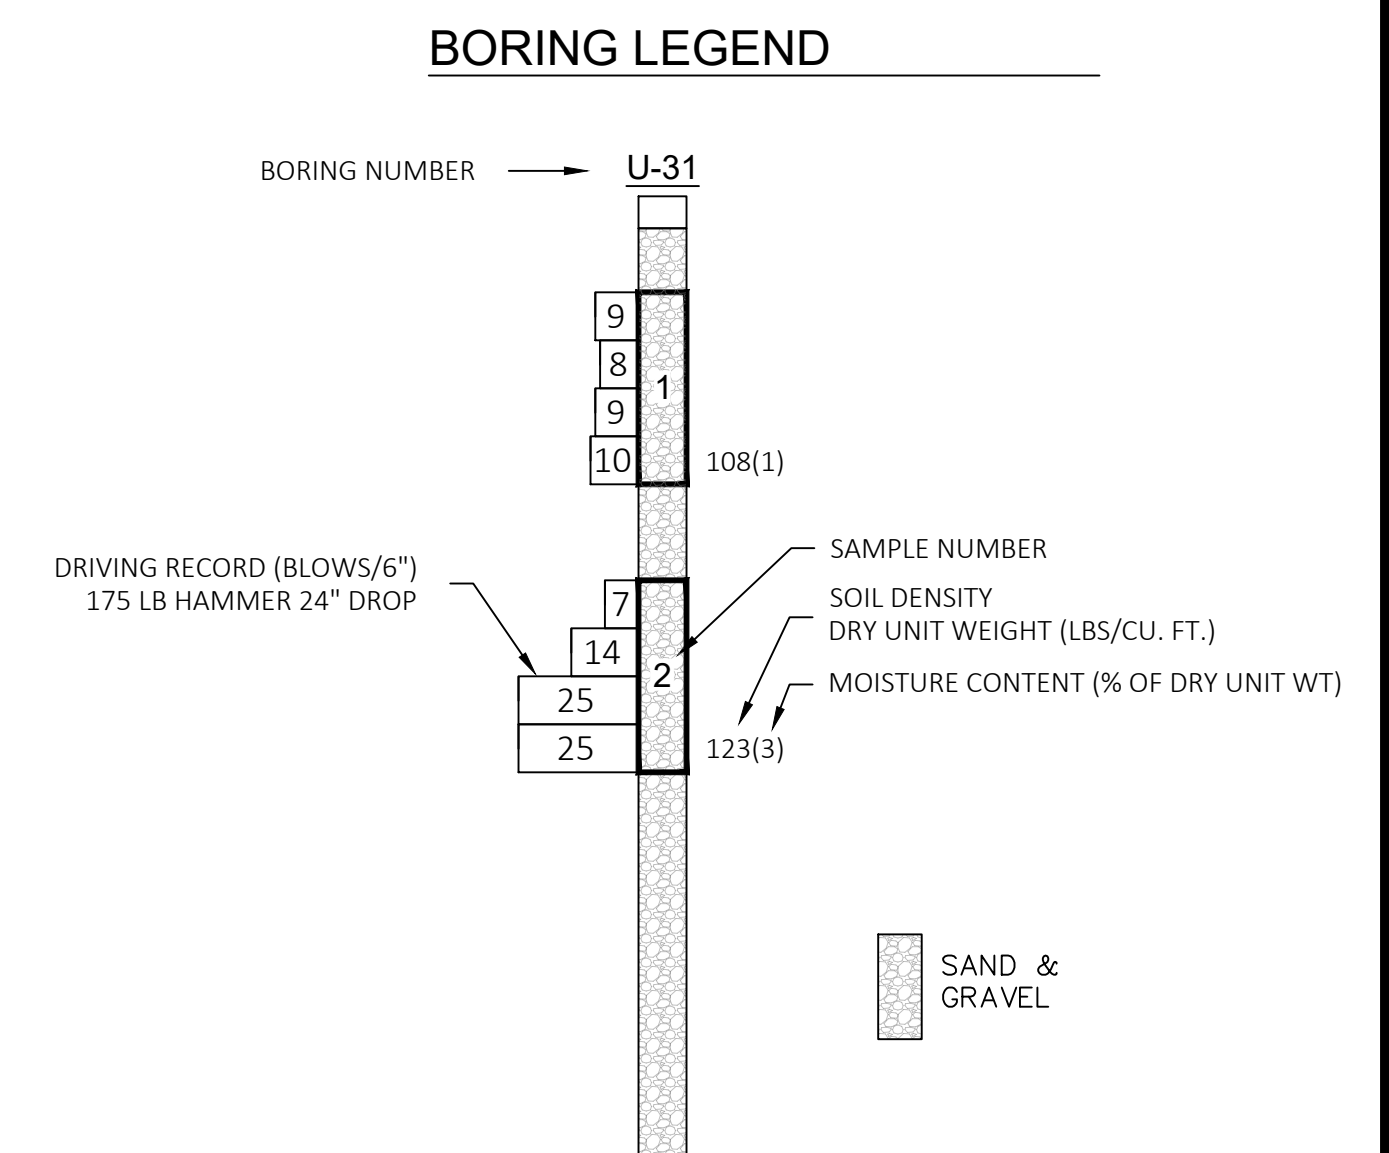 BORING LEGEND
BORING NUMBER
U-31
9
8
1
9
10
108(1)
DRIVING RECORD (BLOWS/6")
175 LB HAMMER 24" DROP
SAMPLE NUMBER
SOIL DENSITY
DRY UNIT WEIGHT (LBS/CU. FT.)
MOISTURE CONTENT (% OF DRY UNIT WT)
7
14
2
25
25
123(3)
SAND &
GRAVEL